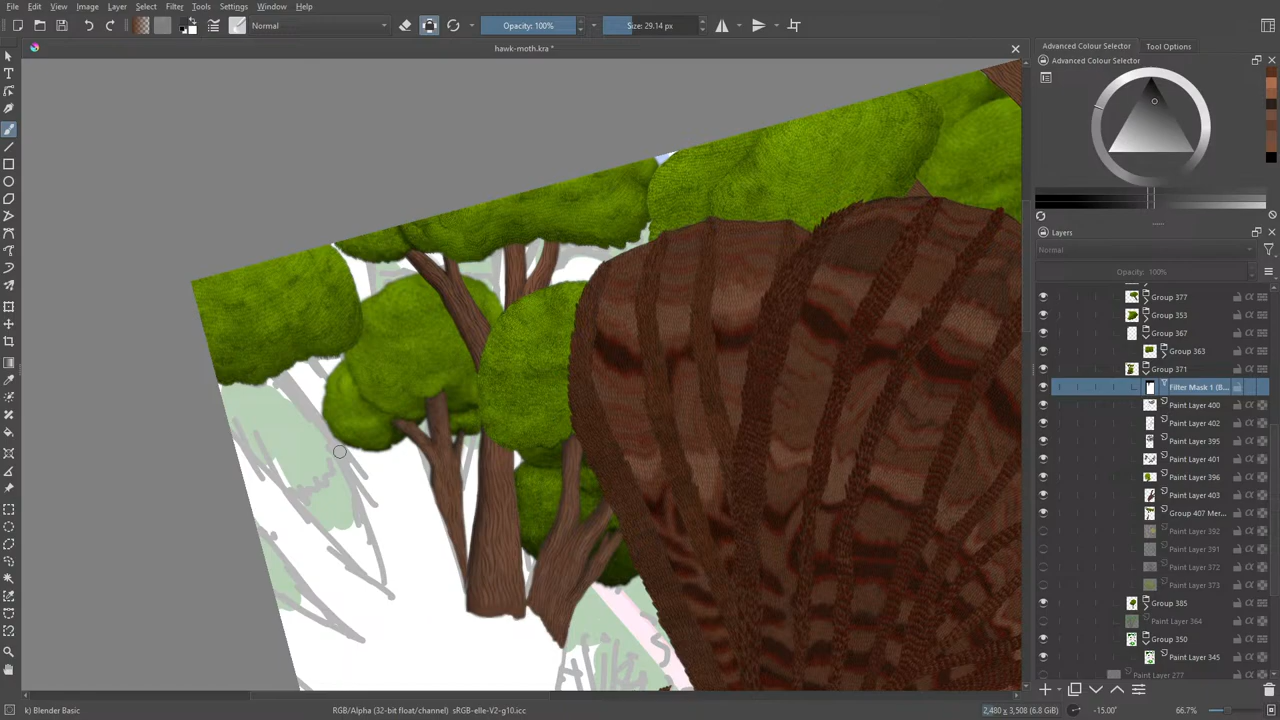 File Edit View Image Layer Select Filter Tools Settings Window Help
Normal Opacity: 100% Size: 29.14 px
hawk-moth.kra *
Advanced Colour Selector Tool Options
Advanced Colour Selector
Layers
Normal
Opacity: 100%
Group 377
Group 353
Group 367
Group 363
Group 371
Filter Mask 1 (B...
Paint Layer 400
Paint Layer 402
Paint Layer 395
Paint Layer 401
Paint Layer 396
Paint Layer 403
Group 407 Mer...
Paint Layer 392
Paint Layer 391
Paint Layer 372
Paint Layer 373
Group 385
Paint Layer 364
Group 350
Paint Layer 345
Paint Layer 277
k) Blender Basic RGB/Alpha (32-bit float/channel) sRGB-elle-V2-g10.icc 2,480 x 3,508 (6.8 GiB) -15.00° 66.7%